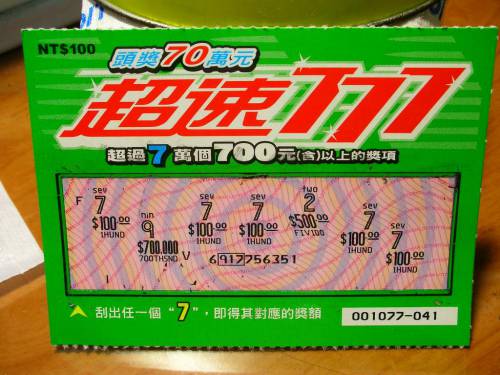 NT$100
頭獎70萬元
超速777
超過7萬個700元(含)以上的獎項
F
sev
7
$100.00
1HUND
nin
9
$700,000
700THSND
V
sev
7
$100.00
1HUND
sev
7
$100.00
1HUND
two
2
$500.00
FIV100
sev
7
$100.00
1HUND
sev
7
$100.00
1HUND
6917756351
刮出任一個“7”，即得其對應的獎額
001077-041